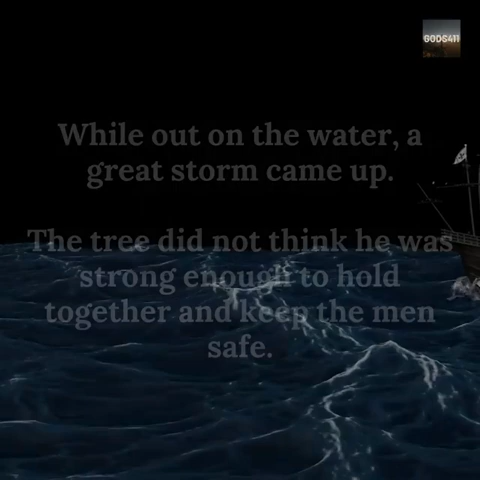 GODS411
While out on the water, a
great storm came up.
The tree did not think he was
strong enough to hold
together and keep the men
safe.